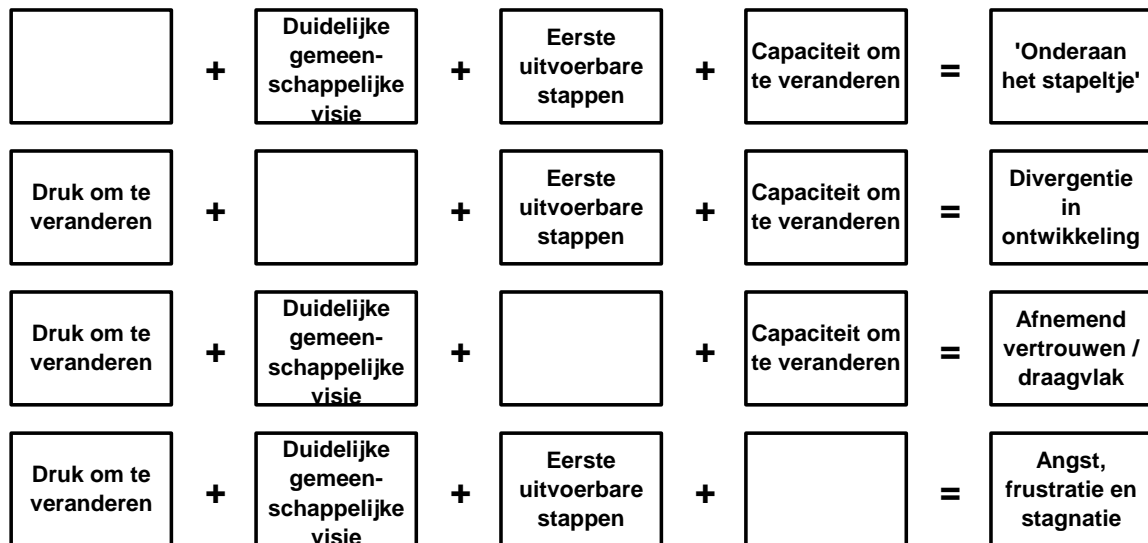 Duidelijke
gemeen-
schappelijke
visie
+
Eerste
uitvoerbare
stappen
+
Capaciteit om
te veranderen
=
'Onderaan
het stapeltje'
+
Druk om te
veranderen
+
+
Eerste
uitvoerbare
stappen
+
Capaciteit om
te veranderen
=
Divergentie
in
ontwikkeling
Druk om te
veranderen
+
Duidelijke
gemeen-
schappelijke
visie
+
+
Capaciteit om
te veranderen
=
Afnemend
vertrouwen /
draagvlak
Druk om te
veranderen
+
Duidelijke
gemeen-
schappelijke
visie
+
Eerste
uitvoerbare
stappen
+
=
Angst,
frustratie en
stagnatie